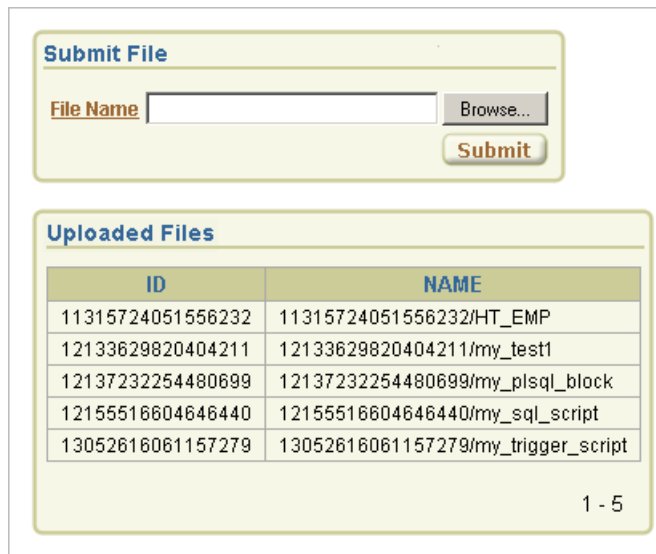 Submit File
File Name Browse...
Submit
Uploaded Files
ID NAME
11315724051556232 11315724051556232/HT_EMP
12133629820404211 12133629820404211/my_test1
12137232254480699 12137232254480699/my_plsql_block
12155516604646440 12155516604646440/my_sql_script
13052616061157279 13052616061157279/my_trigger_script
1 - 5